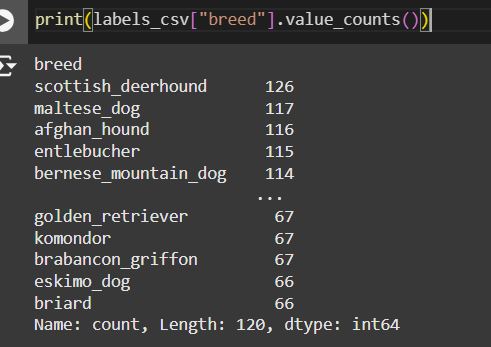 print(labels_csv["breed"].value_counts())
breed
scottish_deerhound      126
maltese_dog             117
afghan_hound            116
entlebucher             115
bernese_mountain_dog    114
                       ...
golden_retriever         67
komondor                 67
brabancon_griffon        67
eskimo_dog               66
briard                   66
Name: count, Length: 120, dtype: int64